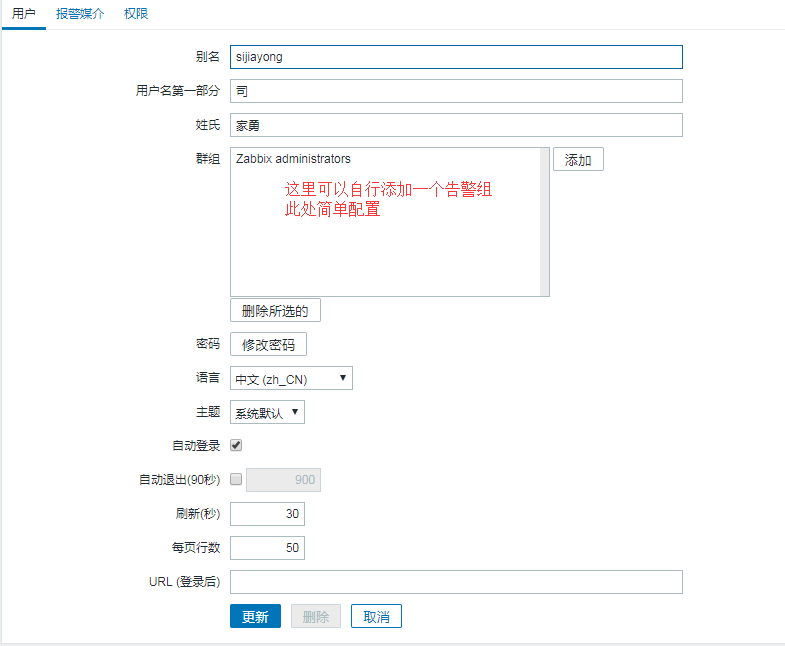 用户 报警媒介 权限
别名 sijiayong
用户名第一部分 司
姓氏 家勇
群组 Zabbix administrators 添加
这里可以自行添加一个告警组
此处简单配置
删除所选的
密码 修改密码
语言 中文 (zh_CN)
主题 系统默认
自动登录
自动退出(90秒) 900
刷新(秒) 30
每页行数 50
URL (登录后)
更新 删除 取消